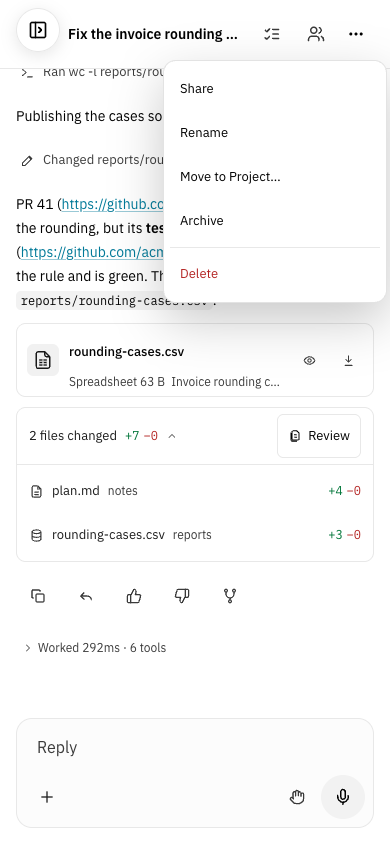 Fix the invoice rounding ...
Ran wc -l reports/rou
Share
Publishing the cases so
Rename
Changed reports/rou
Move to Project...
PR 41 (https://github.co
Archive
the rounding, but its tes
(https://github.com/acm
the rule and is green. Th
Delete
reports/rounding-cases.csv .
rounding-cases.csv
Spreadsheet 63 B Invoice rounding c...
2 files changed +7 −0 Review
plan.md notes +4 −0
rounding-cases.csv reports +3 −0
Worked 292ms · 6 tools
Reply